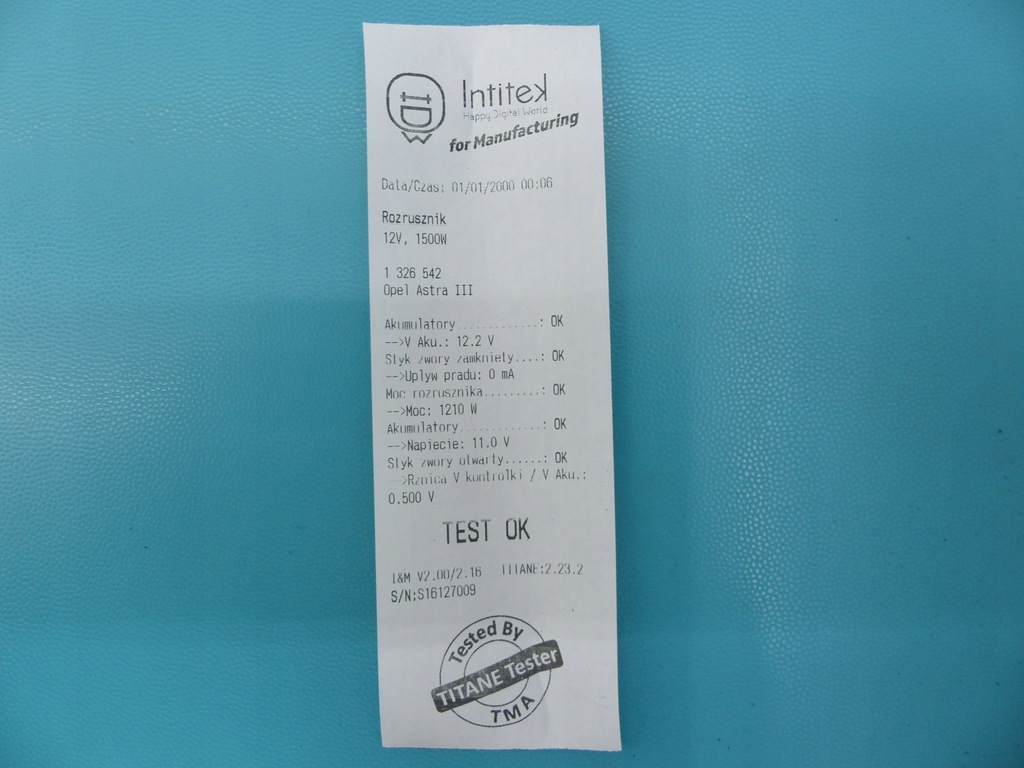 Intitek
Happy Digital World
for Manufacturing
Data/Czas: 01/01/2000 00:06
Rozrusznik
12V, 1500W
1 326 542
Opel Astra III
Akumulatory.............: OK
-->V Aku.: 12.2 V
Styk zwory zamkniety....: OK
-->Uplyw pradu: 0 mA
Moc rozrusznika.........: OK
-->Moc: 1210 W
Akumulatory.............: OK
-->Napiecie: 11.0 V
Styk zwory otwarty......: OK
-->Rznica V kontrolki / V Aku.:
0.500 V
TEST OK
I&M V2.00/2.16 TITANE:2.23.2
S/N:S16127009
Tested By
TITANE Tester
TMA